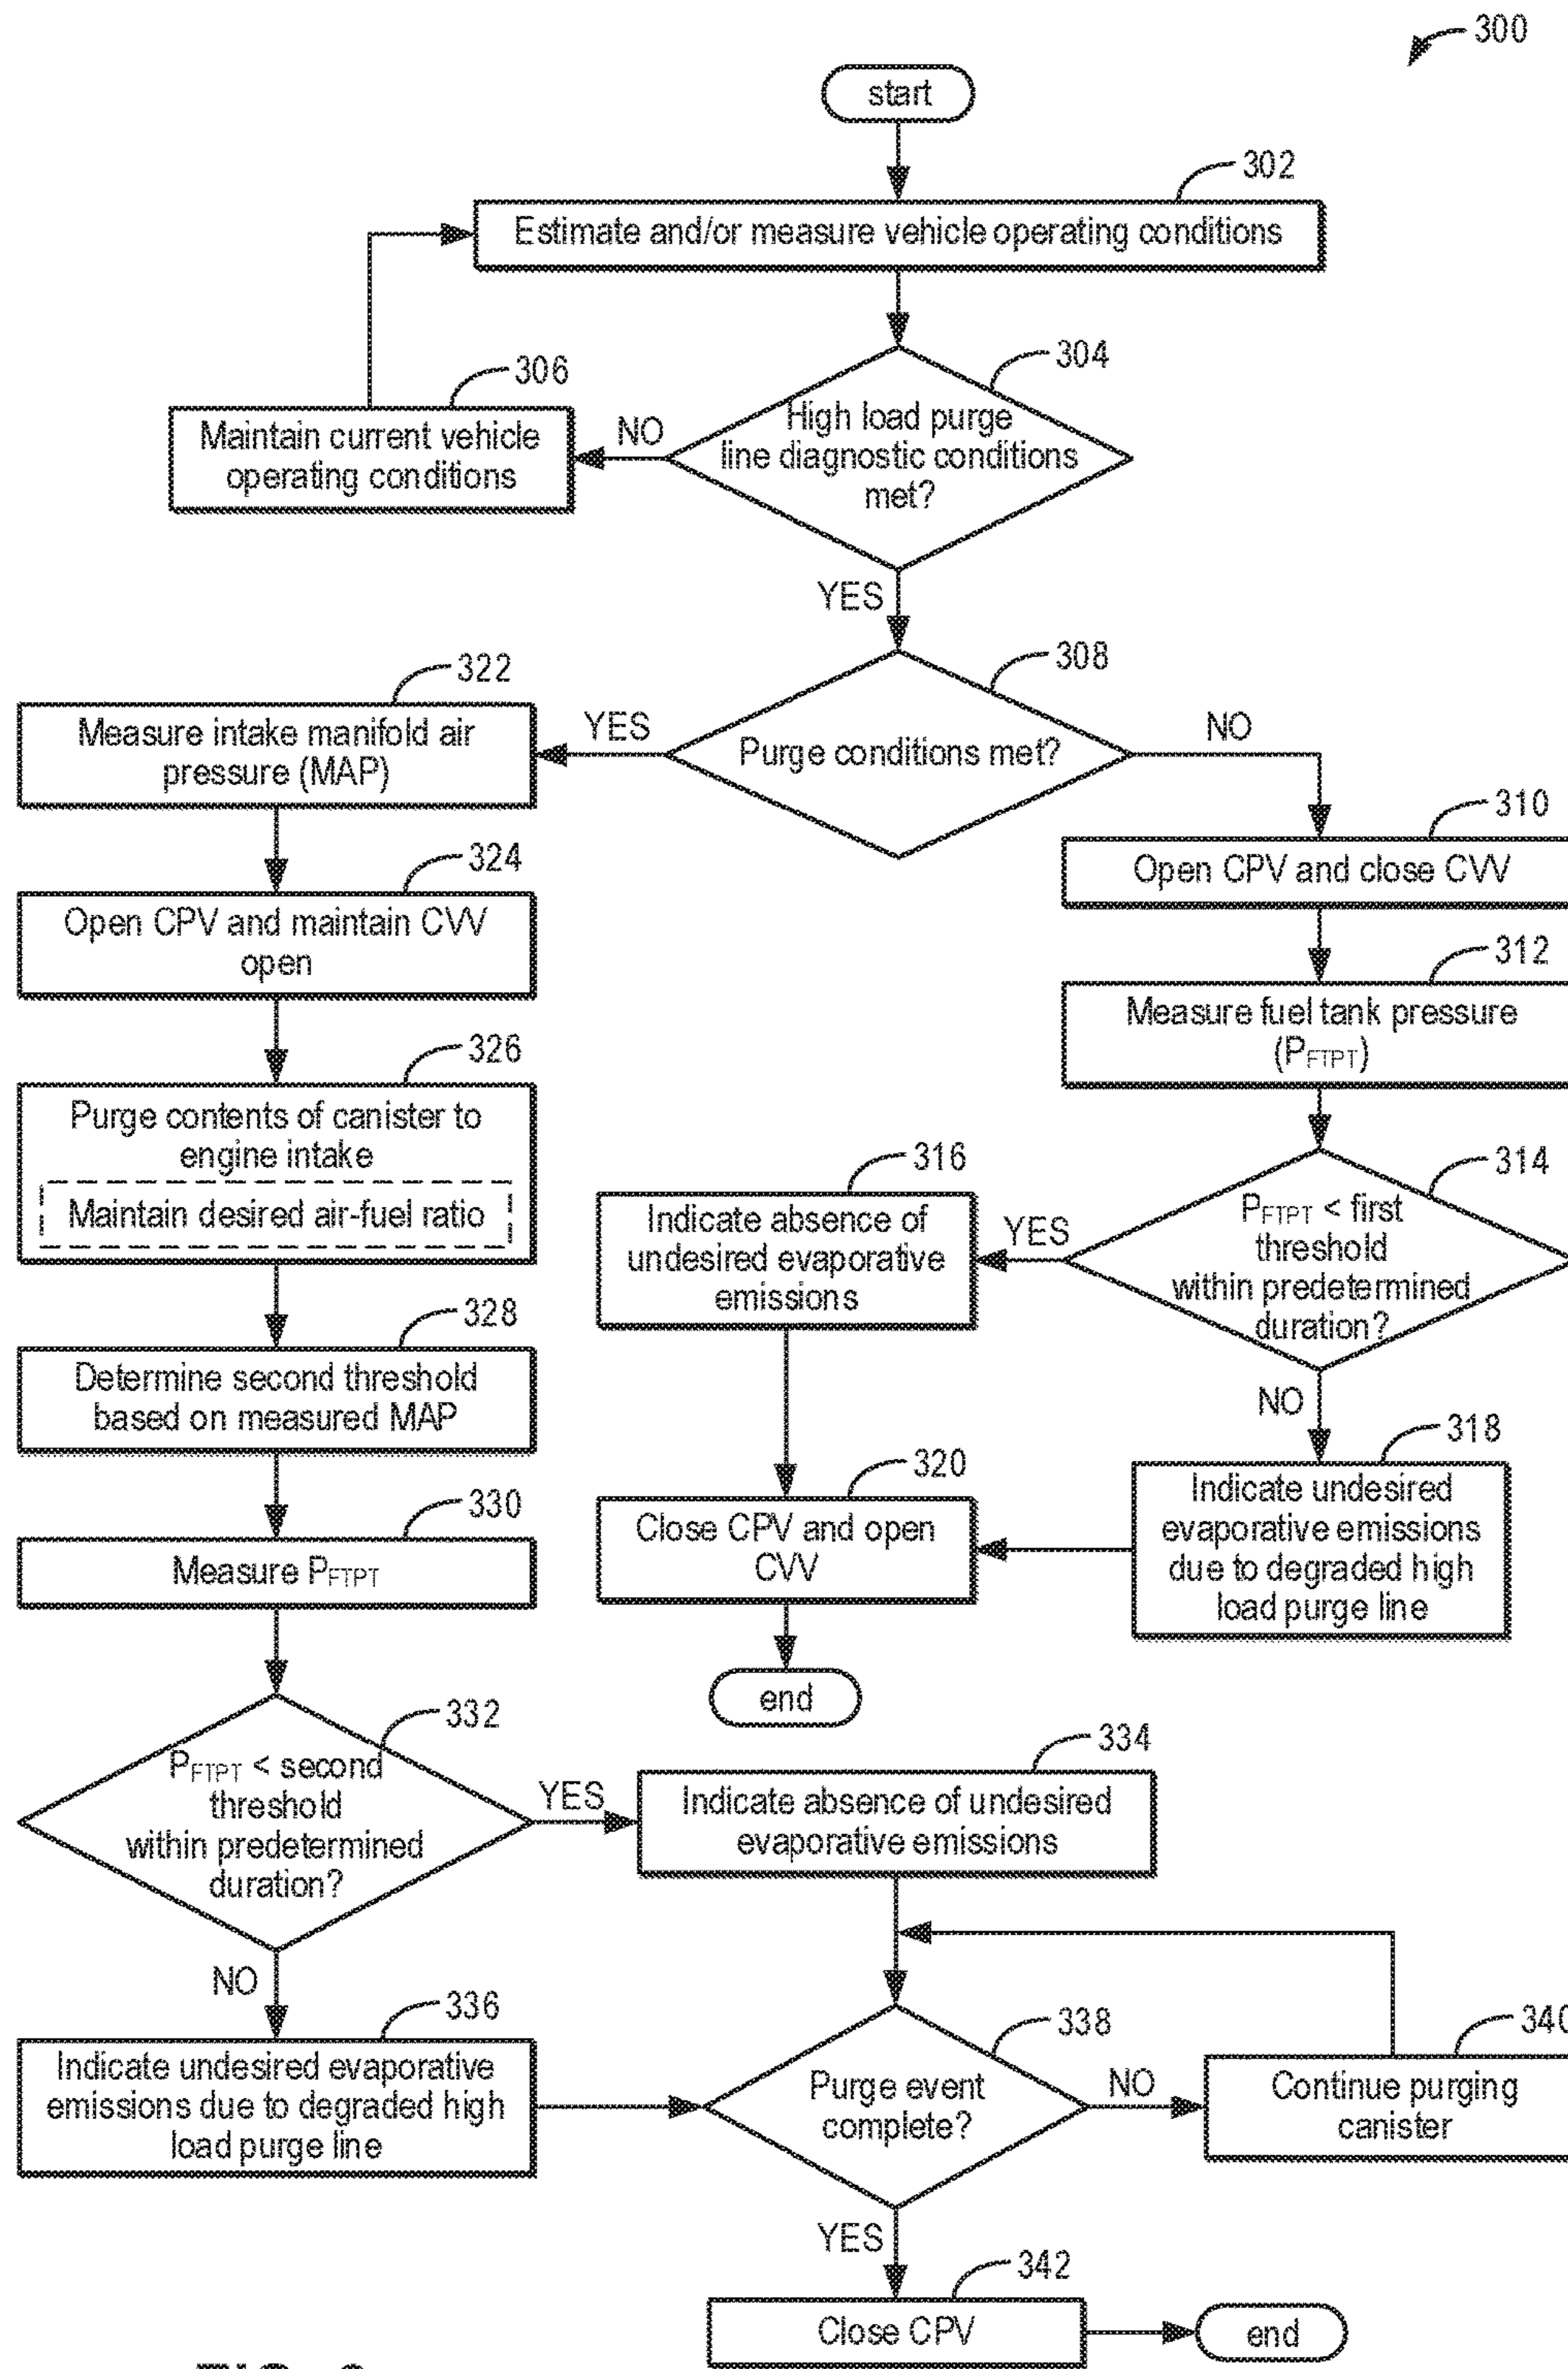 300
start
302
Estimate and/or measure vehicle operating conditions
304
High load purge
line diagnostic conditions
met?
NO
306
Maintain current vehicle
operating conditions
YES
308
Purge conditions met?
YES
NO
322
Measure intake manifold air
pressure (MAP)
324
Open CPV and maintain CVV
open
326
Purge contents of canister to
engine intake
Maintain desired air-fuel ratio
328
Determine second threshold
based on measured MAP
330
Measure PFTPT
332
PFTPT < second
threshold
within predetermined
duration?
YES
NO
310
Open CPV and close CVV
312
Measure fuel tank pressure
(PFTPT)
314
PFTPT < first
threshold
within predetermined
duration?
YES
NO
316
Indicate absence of
undesired evaporative
emissions
318
Indicate undesired
evaporative emissions
due to degraded high
load purge line
320
Close CPV and open
CVV
end
334
Indicate absence of undesired
evaporative emissions
336
Indicate undesired evaporative
emissions due to degraded high
load purge line
338
Purge event
complete?
NO
340
Continue purging
canister
YES
342
Close CPV
end